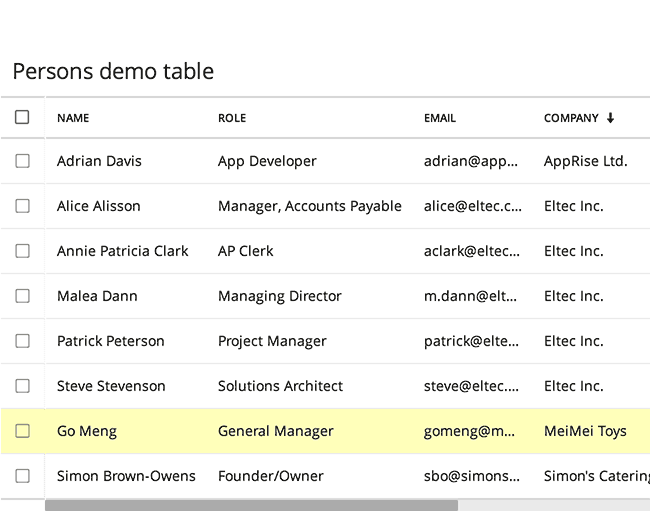 Persons demo table
NAME ROLE EMAIL COMPANY
Adrian Davis App Developer adrian@app... AppRise Ltd.
Alice Alisson Manager, Accounts Payable alice@eltec.c... Eltec Inc.
Annie Patricia Clark AP Clerk aclark@eltec... Eltec Inc.
Malea Dann Managing Director m.dann@elt... Eltec Inc.
Patrick Peterson Project Manager patrick@elte... Eltec Inc.
Steve Stevenson Solutions Architect steve@eltec.... Eltec Inc.
Go Meng General Manager gomeng@m... MeiMei Toys
Simon Brown-Owens Founder/Owner sbo@simons... Simon's Catering